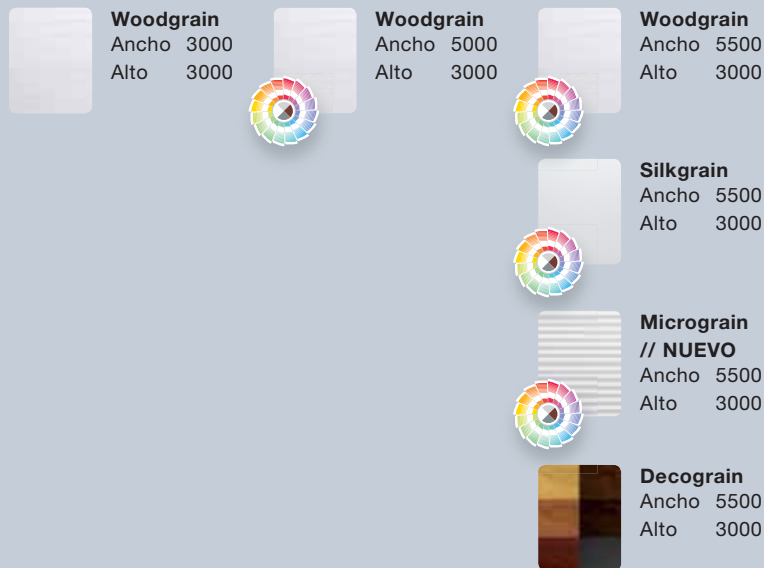 Woodgrain
Ancho 3000
Alto 3000
Woodgrain
Ancho 5000
Alto 3000
Woodgrain
Ancho 5500
Alto 3000
Silkgrain
Ancho 5500
Alto 3000
Micrograin
// NUEVO
Ancho 5500
Alto 3000
Decograin
Ancho 5500
Alto 3000